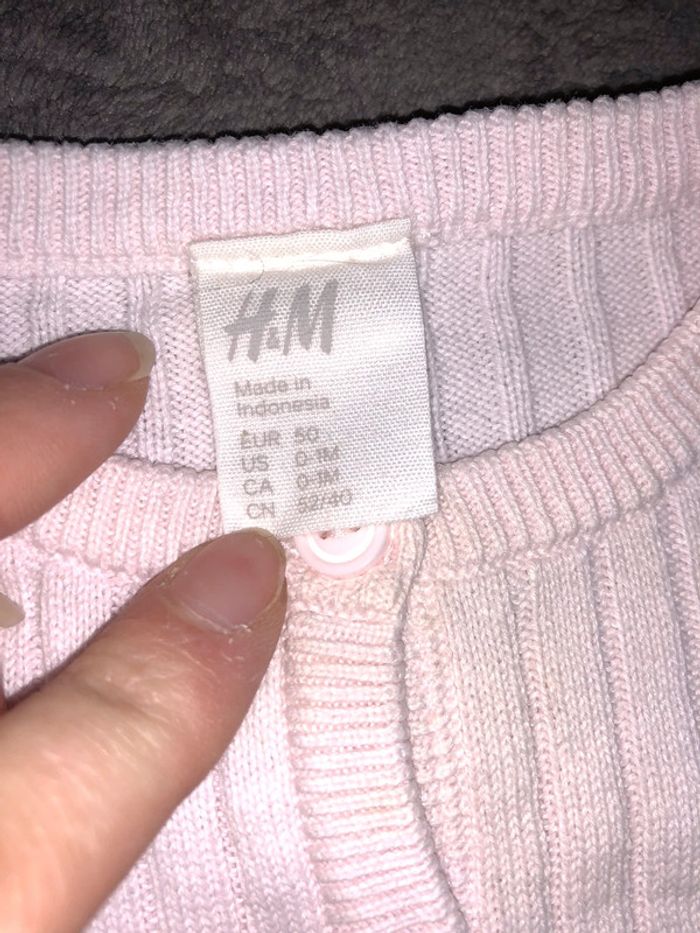 H&M
Made in
Indonesia
EUR 50
US 0-1M
CA 0-1M
CN 52/40